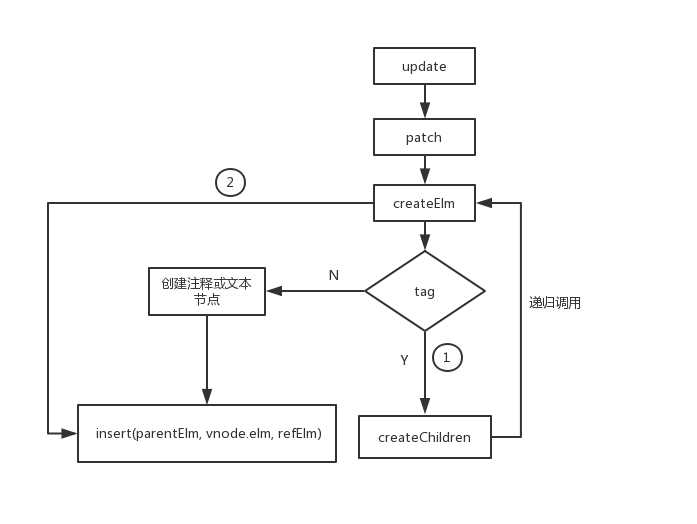 update
patch
2
createElm
N
创建注释或文本
节点
tag
递归调用
Y
1
insert(parentElm, vnode.elm, refElm)
createChildren